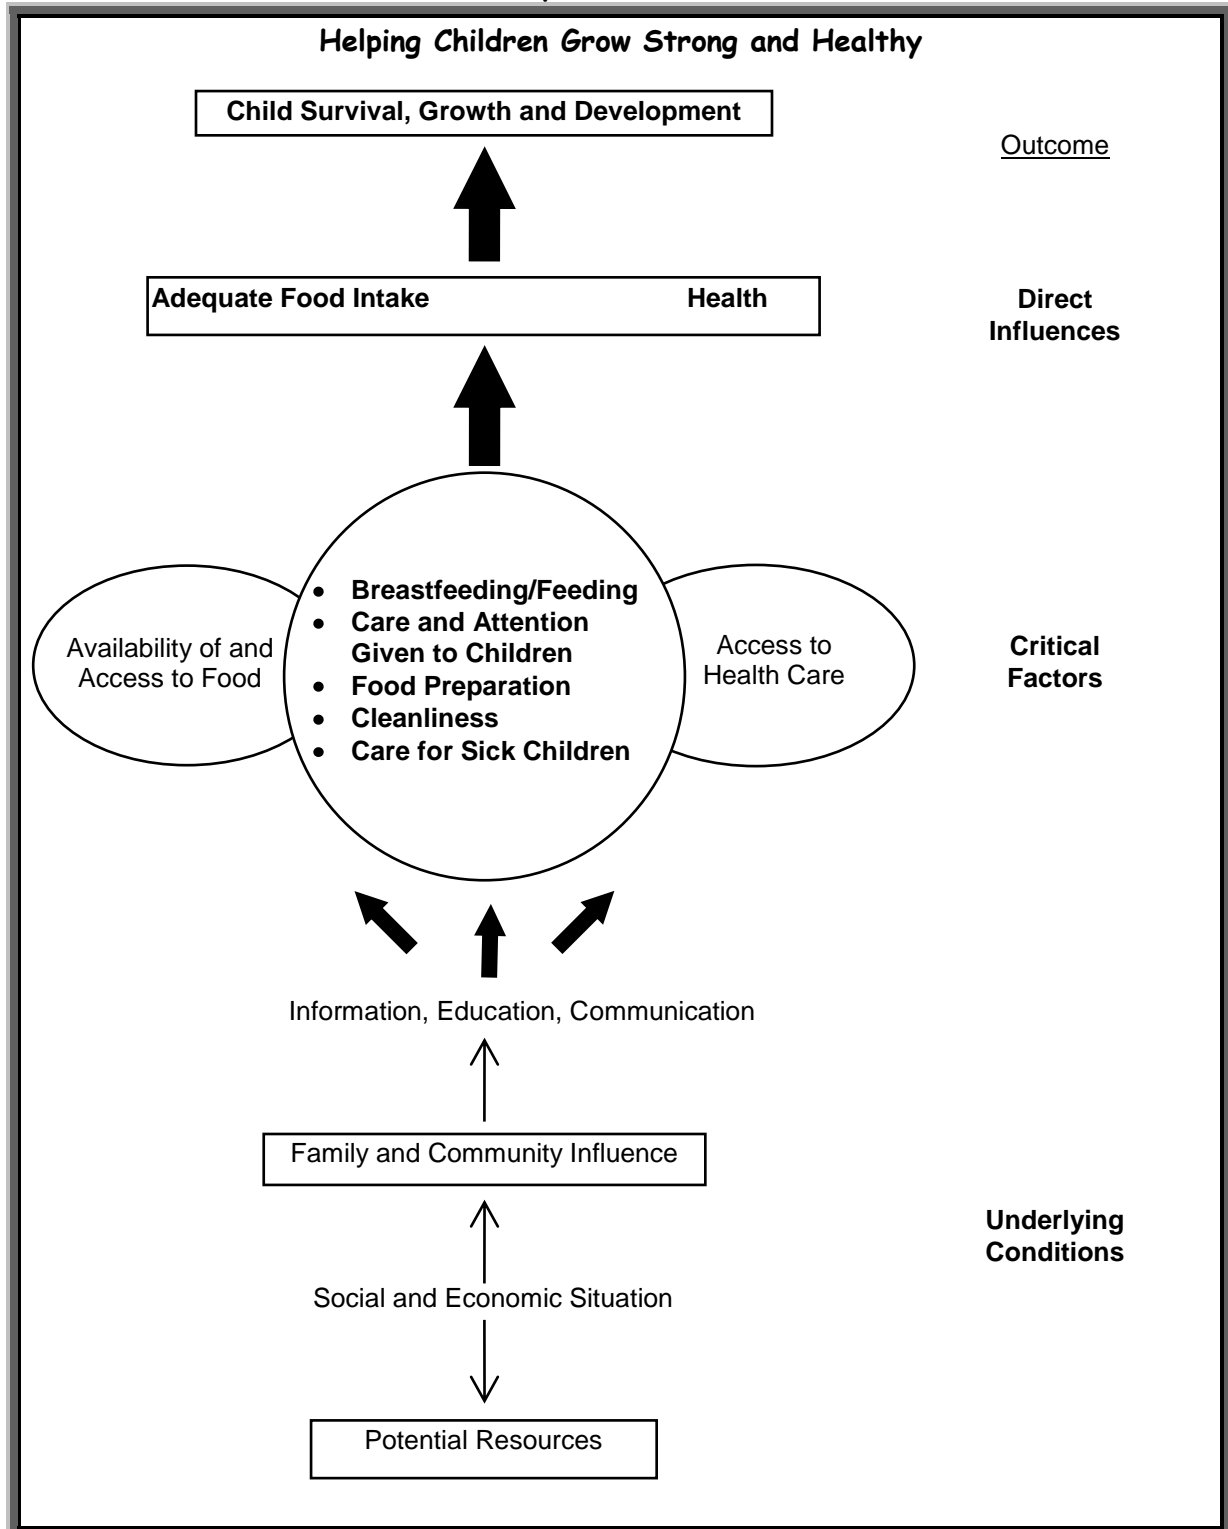 Helping Children Grow Strong and Healthy
Child Survival, Growth and Development
Outcome
Adequate Food Intake Health
Direct
Influences
Availability of and
Access to Food
• Breastfeeding/Feeding
• Care and Attention
Given to Children
• Food Preparation
• Cleanliness
• Care for Sick Children
Access to
Health Care
Critical
Factors
Information, Education, Communication
Family and Community Influence
Underlying
Conditions
Social and Economic Situation
Potential Resources